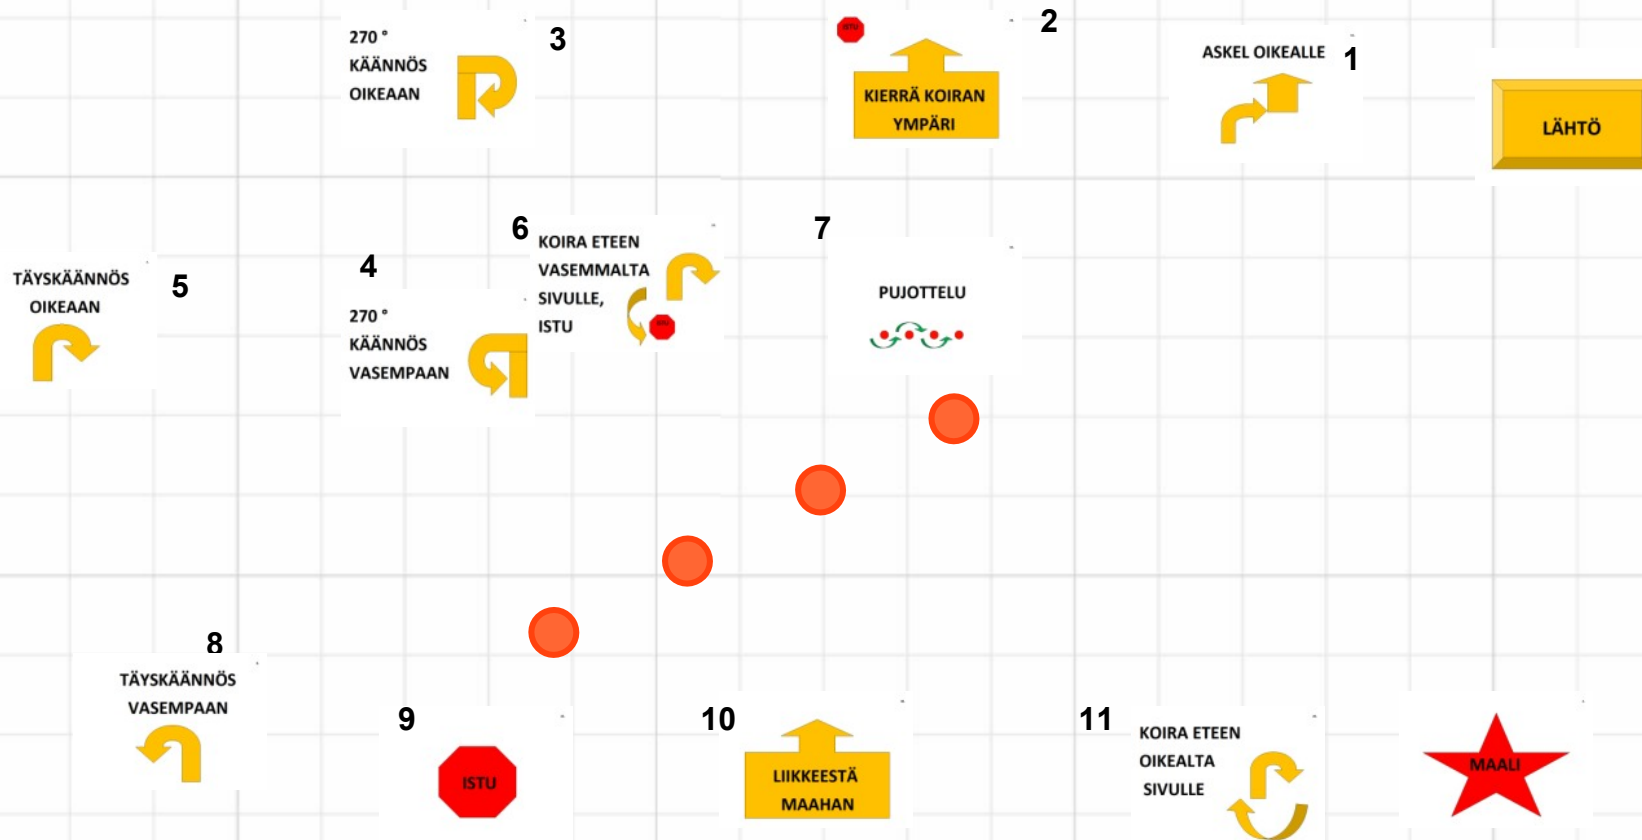 LÄHTÖ
1
ASKEL OIKEALLE
2
ISTU
KIERRÄ KOIRAN
YMPÄRI
3
270 °
KÄÄNNÖS
OIKEAAN
4
270 °
KÄÄNNÖS
VASEMPAAN
5
TÄYSKÄÄNNÖS
OIKEAAN
6
KOIRA ETEEN
VASEMMALTA
SIVULLE,
ISTU
7
PUJOTTELU
8
TÄYSKÄÄNNÖS
VASEMPAAN
9
ISTU
10
LIIKKEESTÄ
MAAHAN
11
KOIRA ETEEN
OIKEALTA
SIVULLE
MAALI